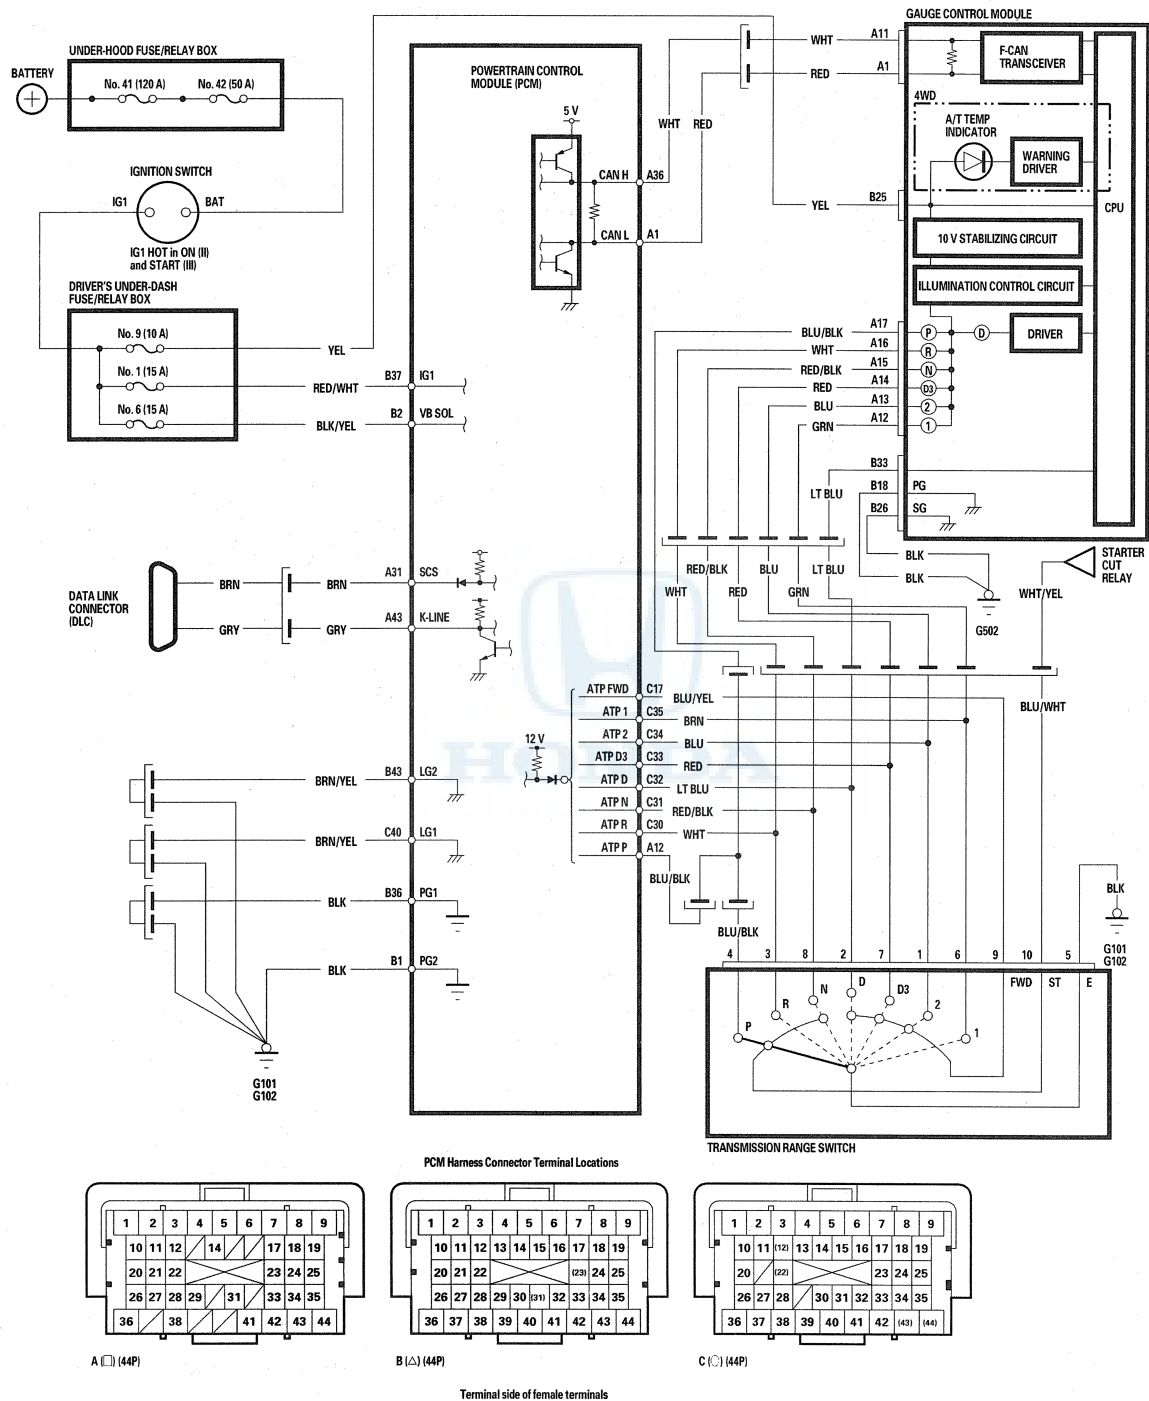 GAUGE CONTROL MODULE
UNDER-HOOD FUSE/RELAY BOX
BATTERY
No. 41 (120 A)
No. 42 (50 A)
POWERTRAIN CONTROL
MODULE (PCM)
5 V
CAN H
A36
CAN L
A1
WHT
RED
WHT
A11
RED
A1
F-CAN
TRANSCEIVER
4WD
A/T TEMP
INDICATOR
WARNING
DRIVER
CPU
YEL
B25
10 V STABILIZING CIRCUIT
ILLUMINATION CONTROL CIRCUIT
IGNITION SWITCH
IG1
BAT
IG1 HOT in ON (II)
and START (III)
DRIVER'S UNDER-DASH
FUSE/RELAY BOX
No. 9 (10 A)
YEL
No. 1 (15 A)
RED/WHT
B37
IG1
No. 6 (15 A)
BLK/YEL
B2
VB SOL
BLU/BLK
A17
P
D
DRIVER
WHT
A16
R
RED/BLK
A15
N
RED
A14
D3
BLU
A13
2
GRN
A12
1
B33
LT BLU
B18
PG
B26
SG
BLK
BLK
G502
STARTER
CUT
RELAY
WHT/YEL
RED/BLK
BLU
LT BLU
WHT
RED
GRN
DATA LINK
CONNECTOR
(DLC)
BRN
BRN
A31
SCS
GRY
GRY
A43
K-LINE
HONDA
ATP FWD
C17
BLU/YEL
ATP 1
C35
BRN
ATP 2
C34
BLU
ATP D3
C33
RED
ATP D
C32
LT BLU
ATP N
C31
RED/BLK
ATP R
C30
WHT
ATP P
A12
BLU/BLK
12 V
BLU/WHT
BRN/YEL
B43
LG2
BRN/YEL
C40
LG1
BLK
B36
PG1
BLK
B1
PG2
G101
G102
BLU/BLK
BLK
G101
G102
4 3 8 2 7 1 6 9 10 5
FWD ST E
P
R
N
D
D3
2
1
TRANSMISSION RANGE SWITCH
PCM Harness Connector Terminal Locations
1 2 3 4 5 6 7 8 9
10 11 12 14 17 18 19
20 21 22 23 24 25
26 27 28 29 31 33 34 35
36 38 41 42 43 44
A (□) (44P)
1 2 3 4 5 6 7 8 9
10 11 12 13 14 15 16 17 18 19
20 21 22 (23) 24 25
26 27 28 29 30 (31) 32 33 34 35
36 37 38 39 40 41 42 43 44
B (△) (44P)
1 2 3 4 5 6 7 8 9
10 11 (12) 13 14 15 16 17 18 19
20 (22) 23 24 25
26 27 28 30 31 32 33 34 35
36 37 38 39 40 41 42 (43) (44)
C (○) (44P)
Terminal side of female terminals